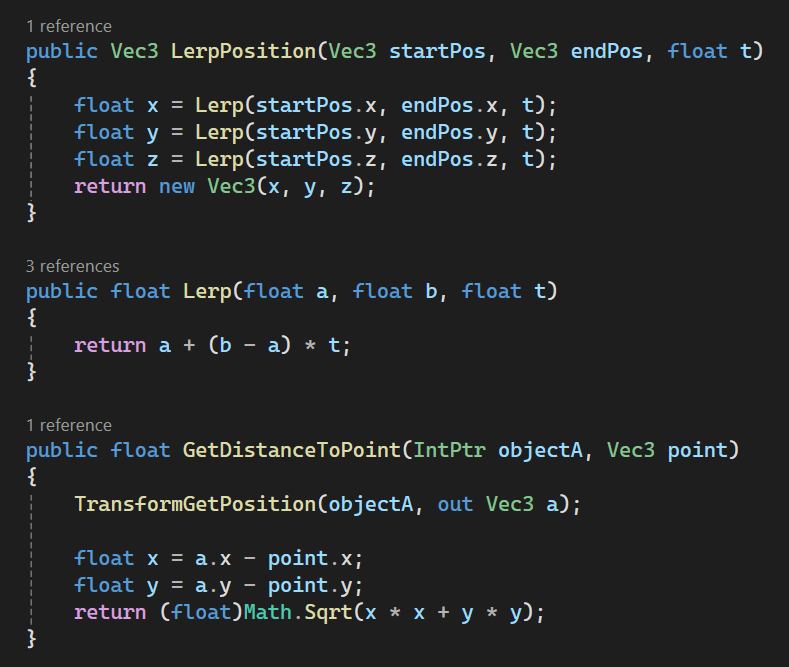 1 reference
public Vec3 LerpPosition(Vec3 startPos, Vec3 endPos, float t)
{
float x = Lerp(startPos.x, endPos.x, t);
float y = Lerp(startPos.y, endPos.y, t);
float z = Lerp(startPos.z, endPos.z, t);
return new Vec3(x, y, z);
}
3 references
public float Lerp(float a, float b, float t)
{
return a + (b - a) * t;
}
1 reference
public float GetDistanceToPoint(IntPtr objectA, Vec3 point)
{
TransformGetPosition(objectA, out Vec3 a);
float x = a.x - point.x;
float y = a.y - point.y;
return (float)Math.Sqrt(x * x + y * y);
}